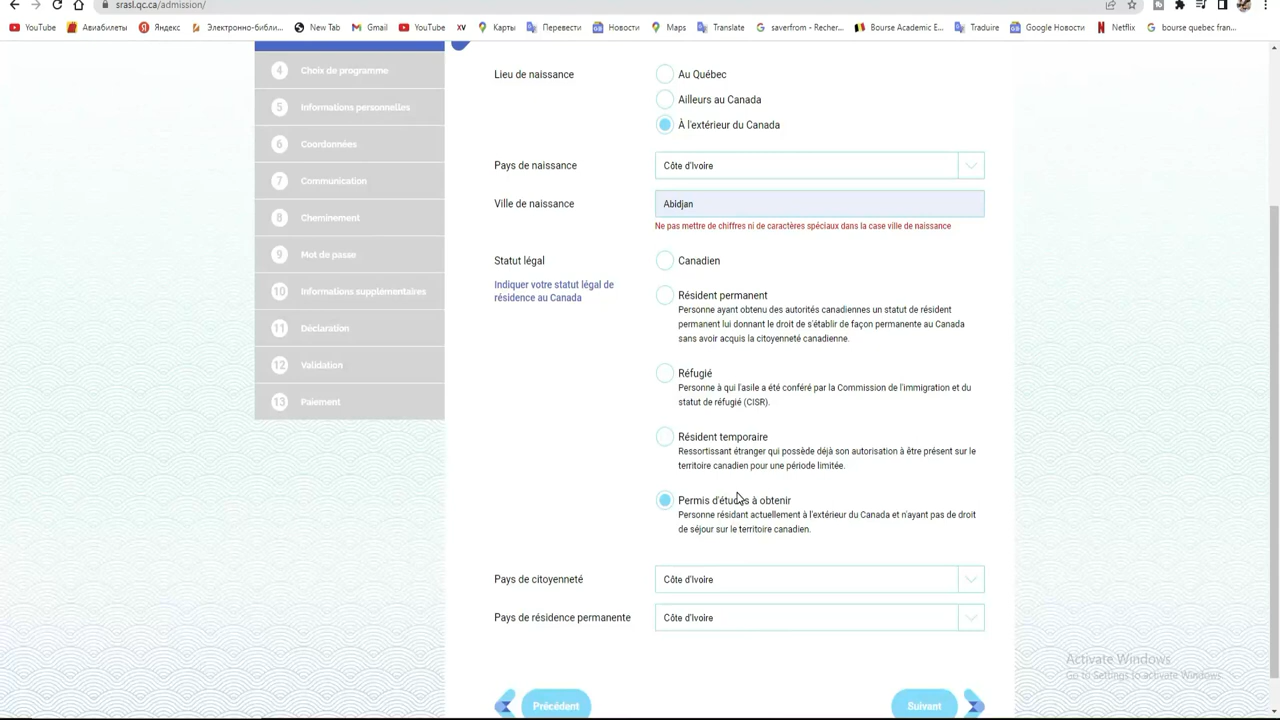 srasl.qc.ca/admission/
YouTube
Авиабилеты
Яндекс
Электронно-библи...
New Tab
Gmail
YouTube
XV
Карты
Перевести
Новости
Maps
Translate
saverfrom - Recher...
Bourse Academie E...
Traduire
Google Новости
Netflix
bourse quebec fran...
4 Choix de programme
5 Informations personnelles
6 Coordonnées
7 Communication
8 Cheminement
9 Mot de passe
10 Informations supplémentaires
11 Déclaration
12 Validation
13 Paiement
Lieu de naissance
Au Québec
Ailleurs au Canada
À l'extérieur du Canada
Pays de naissance
Côte d'Ivoire
Ville de naissance
Abidjan
Ne pas mettre de chiffres ni de caractères spéciaux dans la case ville de naissance
Statut légal
Indiquer votre statut légal de
résidence au Canada
Canadien
Résident permanent
Personne ayant obtenu des autorités canadiennes un statut de résident
permanent lui donnant le droit de s'établir de façon permanente au Canada
sans avoir acquis la citoyenneté canadienne.
Réfugié
Personne à qui l'asile a été conféré par la Commission de l'immigration et du
statut de réfugié (CISR).
Résident temporaire
Ressortissant étranger qui possède déjà son autorisation à être présent sur le
territoire canadien pour une période limitée.
Permis d'études à obtenir
Personne résidant actuellement à l'extérieur du Canada et n'ayant pas de droit
de séjour sur le territoire canadien.
Pays de citoyenneté
Côte d'Ivoire
Pays de résidence permanente
Côte d'Ivoire
Précédent
Suivant
Activate Windows
Go to Settings to activate Windows.